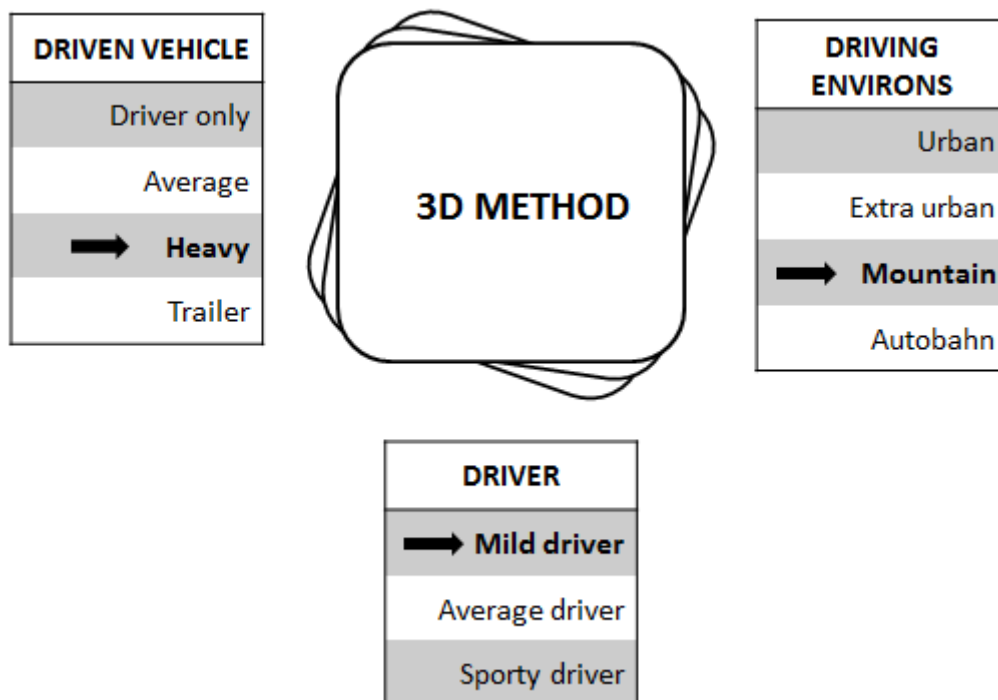 DRIVEN VEHICLE
Driver only
Average
Heavy
Trailer
3D METHOD
DRIVING
ENVIRONS
Urban
Extra urban
Mountain
Autobahn
DRIVER
Mild driver
Average driver
Sporty driver